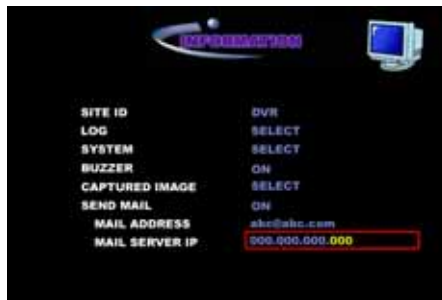 INFORMATION
SITE ID DVR
LOG SELECT
SYSTEM SELECT
BUZZER ON
CAPTURED IMAGE SELECT
SEND MAIL ON
MAIL ADDRESS abc@abc.com
MAIL SERVER IP 000.000.000.000